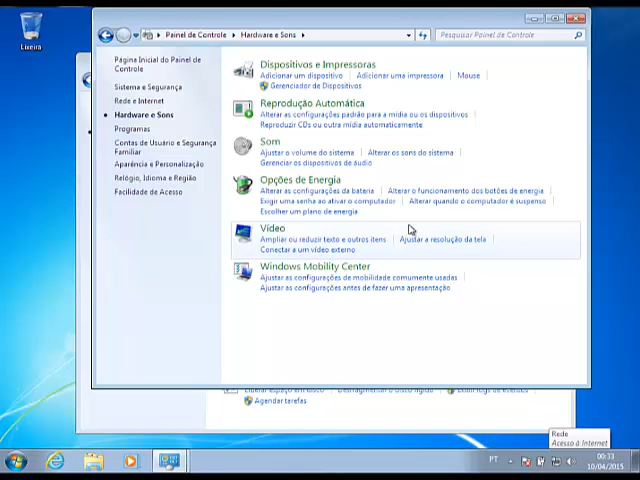 Lixeira
Painel de Controle
Hardware e Sons
Pesquisar Painel de Controle
Página Inicial do Painel de Controle
Sistema e Segurança
Rede e Internet
Hardware e Sons
Programas
Contas de Usuário e Segurança Familiar
Aparência e Personalização
Relógio, Idioma e Região
Facilidade de Acesso
Dispositivos e Impressoras
Adicionar um dispositivo
Adicionar uma impressora
Mouse
Gerenciador de Dispositivos
Reprodução Automática
Alterar as configurações padrão para a mídia ou os dispositivos
Reproduzir CDs ou outra mídia automaticamente
Som
Ajustar o volume do sistema
Alterar os sons do sistema
Gerenciar os dispositivos de áudio
Opções de Energia
Alterar as configurações da bateria
Alterar o funcionamento dos botões de energia
Exigir uma senha ao ativar o computador
Alterar quando o computador é suspenso
Escolher um plano de energia
Vídeo
Ampliar ou reduzir texto e outros itens
Ajustar a resolução da tela
Conectar a um vídeo externo
Windows Mobility Center
Ajustar as configurações de mobilidade comumente usadas
Ajustar as configurações antes de fazer uma apresentação
Agendar tarefas
Rede
Acesso à Internet
PT
00:33
10/04/2015